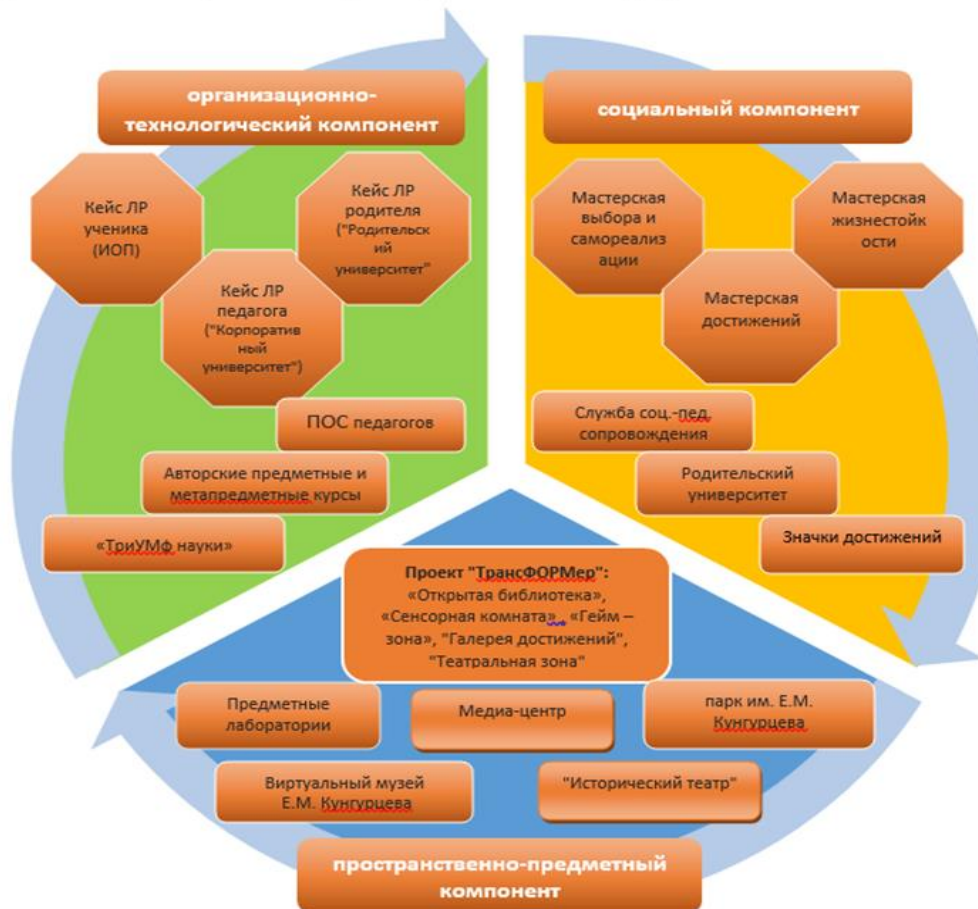 организационно-
технологический компонент
Кейс ЛР
ученика
(ИОП)
Кейс ЛР
родителя
("Родительск
ий
университет"
Кейс ЛР
педагога
("Корпоратив
ный
университет")
ПОС педагогов
Авторские предметные и
метапредметные курсы
«ТриУМф науки»
социальный компонент
Мастерская
выбора и
самореализ
ации
Мастерская
жизнестойк
ости
Мастерская
достижений
Служба соц.-пед.
сопровождения
Родительский
университет
Значки достижений
Проект "ТрансФОРМер":
«Открытая библиотека»,
«Сенсорная комната» , «Гейм –
зона», "Галерея достижений",
"Театральная зона"
Предметные
лаборатории
Медиа-центр
парк им. Е.М.
Кунгурцева
Виртуальный музей
Е.М. Кунгурцева
"Исторический театр"
пространственно-предметный
компонент